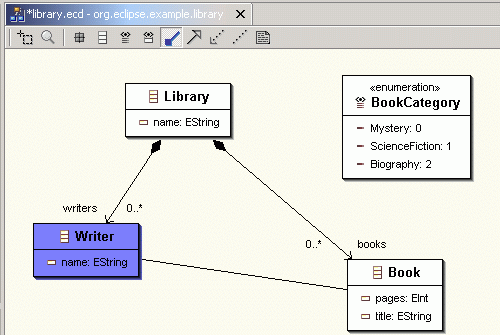 *library.ecd - org.eclipse.example.library
Library
name: EString
«enumeration»
BookCategory
Mystery: 0
ScienceFiction: 1
Biography: 2
writers 0..*
Writer
name: EString
0..* books
Book
pages: EInt
title: EString